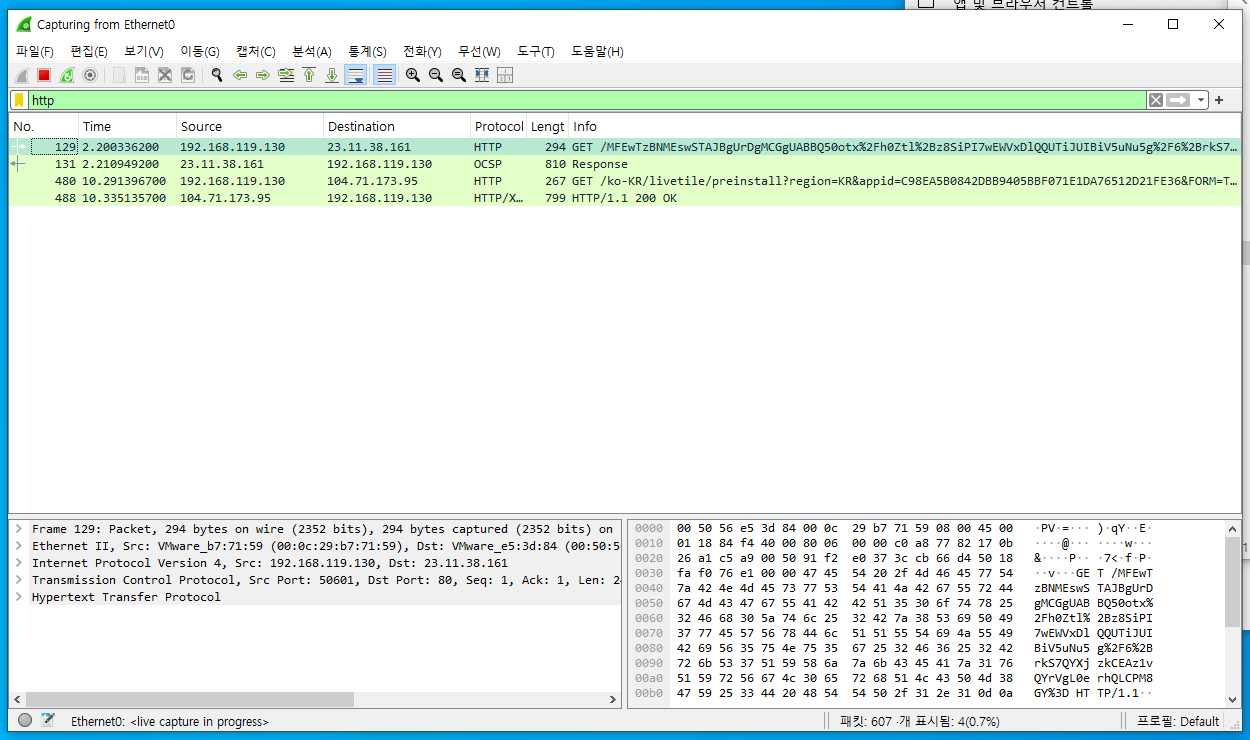 앱 및 브라우저 컨트롤
Capturing from Ethernet0
파일(F) 편집(E) 보기(V) 이동(G) 캡처(C) 분석(A) 통계(S) 전화(Y) 무선(W) 도구(T) 도움말(H)
http
No. Time Source Destination Protocol Lengt Info
129 2.200336200 192.168.119.130 23.11.38.161 HTTP 294 GET /MFEwTzBNMEswSTAJBgUrDgMCGgUABBQ50otx%2Fh0Ztl%2Bz8SiPI7wEWVxDlQQUTiJUIBiV5uNu5g%2F6%2BrkS7…
131 2.210949200 23.11.38.161 192.168.119.130 OCSP 810 Response
480 10.291396700 192.168.119.130 104.71.173.95 HTTP 267 GET /ko-KR/livetile/preinstall?region=KR&appid=C98EA5B0842DBB9405BBF071E1DA76512D21FE36&FORM=T…
488 10.335135700 104.71.173.95 192.168.119.130 HTTP/X… 799 HTTP/1.1 200 OK
Frame 129: Packet, 294 bytes on wire (2352 bits), 294 bytes captured (2352 bits) on
Ethernet II, Src: VMware_b7:71:59 (00:0c:29:b7:71:59), Dst: VMware_e5:3d:84 (00:50:5
Internet Protocol Version 4, Src: 192.168.119.130, Dst: 23.11.38.161
Transmission Control Protocol, Src Port: 50601, Dst Port: 80, Seq: 1, Ack: 1, Len: 24
Hypertext Transfer Protocol
0000 00 50 56 e5 3d 84 00 0c 29 b7 71 59 08 00 45 00 ·PV·=··· )·qY··E·
0010 01 18 84 f4 40 00 80 06 00 00 c0 a8 77 82 17 0b ····@··· ····w···
0020 26 a1 c5 a9 00 50 91 f2 e0 37 3c cb 66 d4 50 18 &····P·· ·7<·f·P·
0030 fa f0 76 e1 00 00 47 45 54 20 2f 4d 46 45 77 54 ··v···GE T /MFEwT
0040 7a 42 4e 4d 45 73 77 53 54 41 4a 42 67 55 72 44 zBNMEswS TAJBgUrD
0050 67 4d 43 47 67 55 41 42 42 51 35 30 6f 74 78 25 gMCGgUAB BQ50otx%
0060 32 46 68 30 5a 74 6c 25 32 42 7a 38 53 69 50 49 2Fh0Ztl% 2Bz8SiPI
0070 37 77 45 57 56 78 44 6c 51 51 55 54 69 4a 55 49 7wEWVxDl QQUTiJUI
0080 42 69 56 35 75 4e 75 35 67 25 32 46 36 25 32 42 BiV5uNu5 g%2F6%2B
0090 72 6b 53 37 51 59 58 6a 7a 6b 43 45 41 7a 31 76 rkS7QYXj zkCEAz1v
00a0 51 59 72 56 67 4c 30 65 72 68 51 4c 43 50 4d 38 QYrVgL0e rhQLCPM8
00b0 47 59 25 33 44 20 48 54 54 50 2f 31 2e 31 0d 0a GY%3D HT TP/1.1··
Ethernet0: <live capture in progress>
패킷: 607 ·개 표시됨: 4(0.7%)
프로필: Default